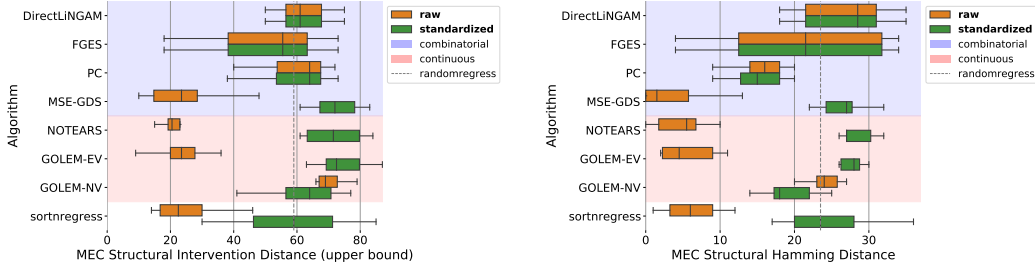 Algorithm
DirectLiNGAM
FGES
PC
MSE-GDS
NOTEARS
GOLEM-EV
GOLEM-NV
sortnregress
0
20
40
60
80
MEC Structural Intervention Distance (upper bound)
raw
standardized
combinatorial
continuous
randomregress
Algorithm
DirectLiNGAM
FGES
PC
MSE-GDS
NOTEARS
GOLEM-EV
GOLEM-NV
sortnregress
0
10
20
30
MEC Structural Hamming Distance
raw
standardized
combinatorial
continuous
randomregress